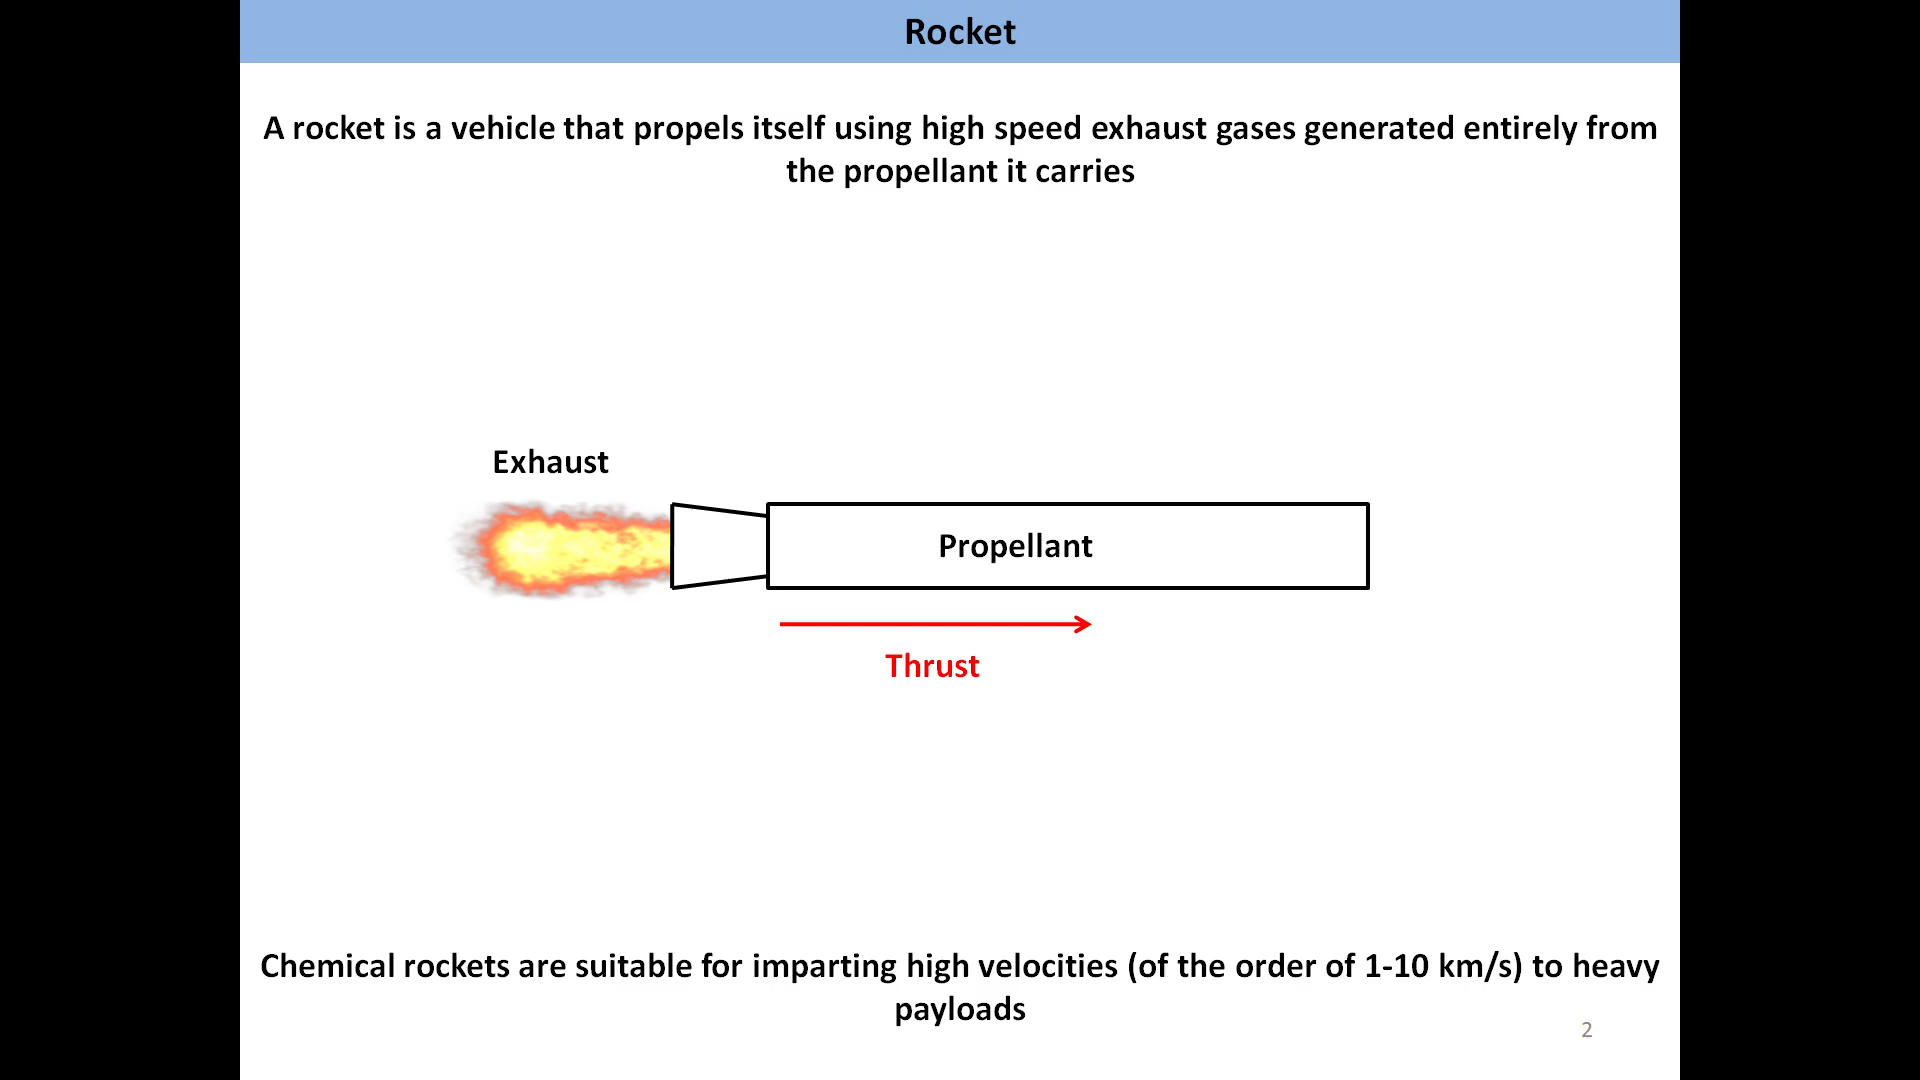 Rocket
A rocket is a vehicle that propels itself using high speed exhaust gases generated entirely from
the propellant it carries
Exhaust
Propellant
Thrust
Chemical rockets are suitable for imparting high velocities (of the order of 1-10 km/s) to heavy
payloads
2